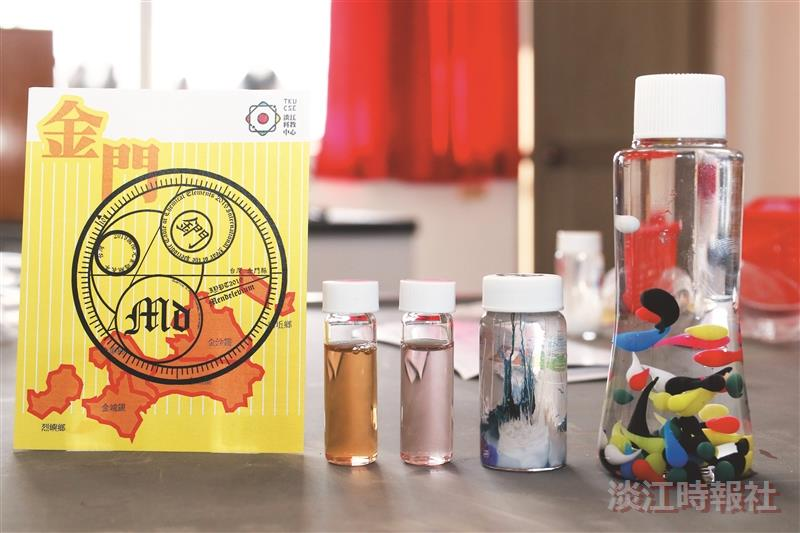 金門
TKU
CSE
淡江
科教
中心
金門
台灣 金門縣
IYPT2019
Mendelevium
Md
金沙鎮
金城鎮
烈嶼鄉
淡江時報社